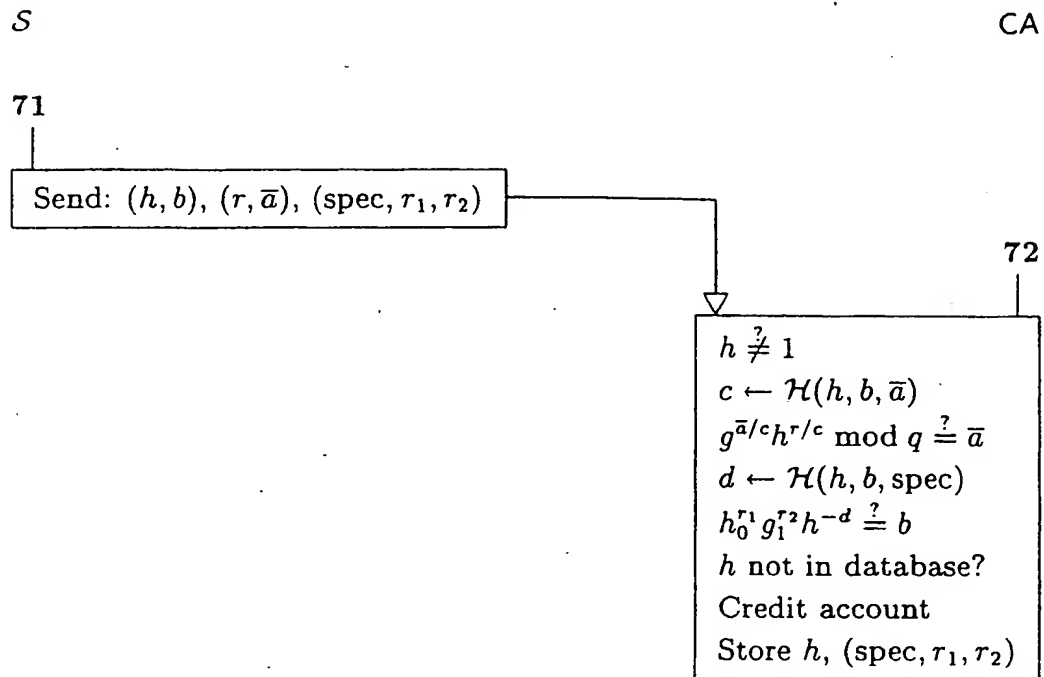 𝒮 CA
71
Send: (h, b), (r, a̅), (spec, r₁, r₂)
72
h ≠? 1
c ← ℋ(h, b, a̅)
g^{a̅/c}h^{r/c} mod q =? a̅
d ← ℋ(h, b, spec)
h₀^{r₁}g₁^{r₂}h^{−d} =? b
h not in database?
Credit account
Store h, (spec, r₁, r₂)